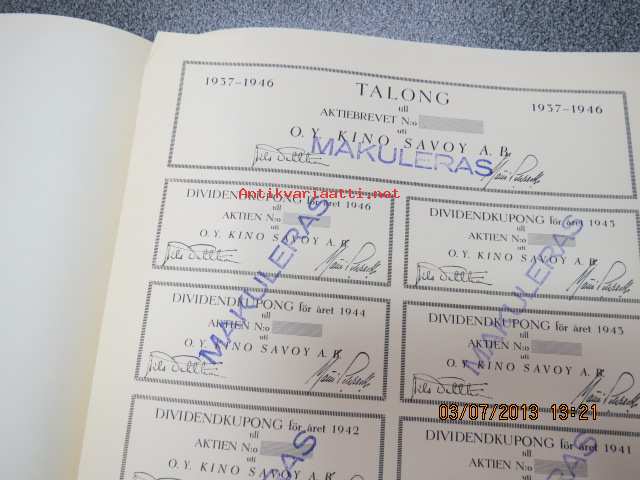 1937-1946
TALONG
1937-1946
till
AKTIEBREVET N:o
uti
O. Y. KINO SAVOY A. B.
MAKULERAS
Antikvariaatti.net
DIVIDENDKUPONG för året 1946
till
AKTIEN N:o
uti
O. Y. KINO SAVOY A. B.
MAKULERAS
DIVIDENDKUPONG för året 1945
till
AKTIEN N:o
uti
O. Y. KINO SAVOY A. B.
MAKULERAS
DIVIDENDKUPONG för året 1944
till
AKTIEN N:o
uti
O. Y. KINO SAVOY A. B.
DIVIDENDKUPONG för året 1943
till
AKTIEN N:o
uti
O. Y. KINO SAVOY A. B.
03/07/2013 13:21
DIVIDENDKUPONG för året 1942
till
AKTIEN N:o
uti
O. Y. KINO SAVOY A. B.
DIVIDENDKUPONG för året 1941
till
AKTIEN N:o
uti